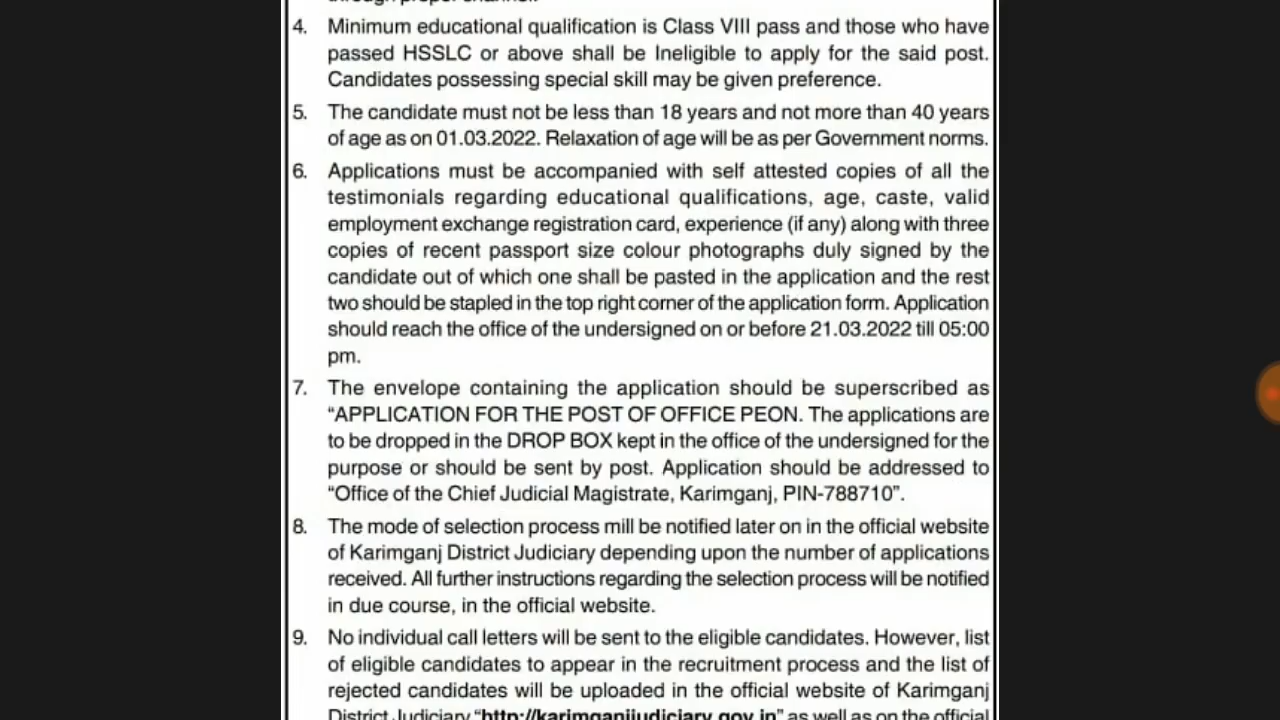 through proper channel.
4. Minimum educational qualification is Class VIII pass and those who have
passed HSSLC or above shall be Ineligible to apply for the said post.
Candidates possessing special skill may be given preference.
5. The candidate must not be less than 18 years and not more than 40 years
of age as on 01.03.2022. Relaxation of age will be as per Government norms.
6. Applications must be accompanied with self attested copies of all the
testimonials regarding educational qualifications, age, caste, valid
employment exchange registration card, experience (if any) along with three
copies of recent passport size colour photographs duly signed by the
candidate out of which one shall be pasted in the application and the rest
two should be stapled in the top right corner of the application form. Application
should reach the office of the undersigned on or before 21.03.2022 till 05:00
pm.
7. The envelope containing the application should be superscribed as
“APPLICATION FOR THE POST OF OFFICE PEON. The applications are
to be dropped in the DROP BOX kept in the office of the undersigned for the
purpose or should be sent by post. Application should be addressed to
“Office of the Chief Judicial Magistrate, Karimganj, PIN-788710”.
8. The mode of selection process mill be notified later on in the official website
of Karimganj District Judiciary depending upon the number of applications
received. All further instructions regarding the selection process will be notified
in due course, in the official website.
9. No individual call letters will be sent to the eligible candidates. However, list
of eligible candidates to appear in the recruitment process and the list of
rejected candidates will be uploaded in the official website of Karimganj
District Judiciary “http://karimganjjudiciary.gov.in” as well as on the official